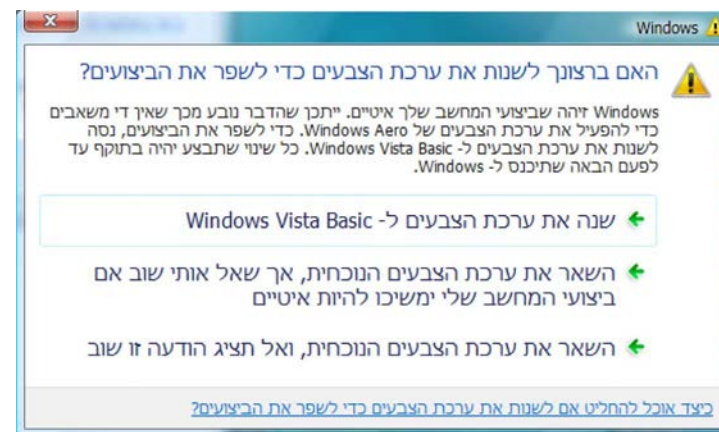 Windows
האם ברצונך לשנות את ערכת הצבעים כדי לשפר את הביצועים?
Windows זיהה שביצועי המחשב שלך איטיים. ייתכן שהדבר נובע מכך שאין די משאבים
כדי להפעיל את ערכת הצבעים של Windows Aero. כדי לשפר את הביצועים, נסה
לשנות את ערכת הצבעים ל- Windows Vista Basic. כל שינוי שתבצע יהיה בתוקף עד
לפעם הבאה שתיכנס ל- Windows.
שנה את ערכת הצבעים ל- Windows Vista Basic
השאר את ערכת הצבעים הנוכחית, אך שאל אותי שוב אם
ביצועי המחשב שלי ימשיכו להיות איטיים
השאר את ערכת הצבעים הנוכחית, ואל תציג הודעה זו שוב
כיצד אוכל להחליט אם לשנות את ערכת הצבעים כדי לשפר את הביצועים?